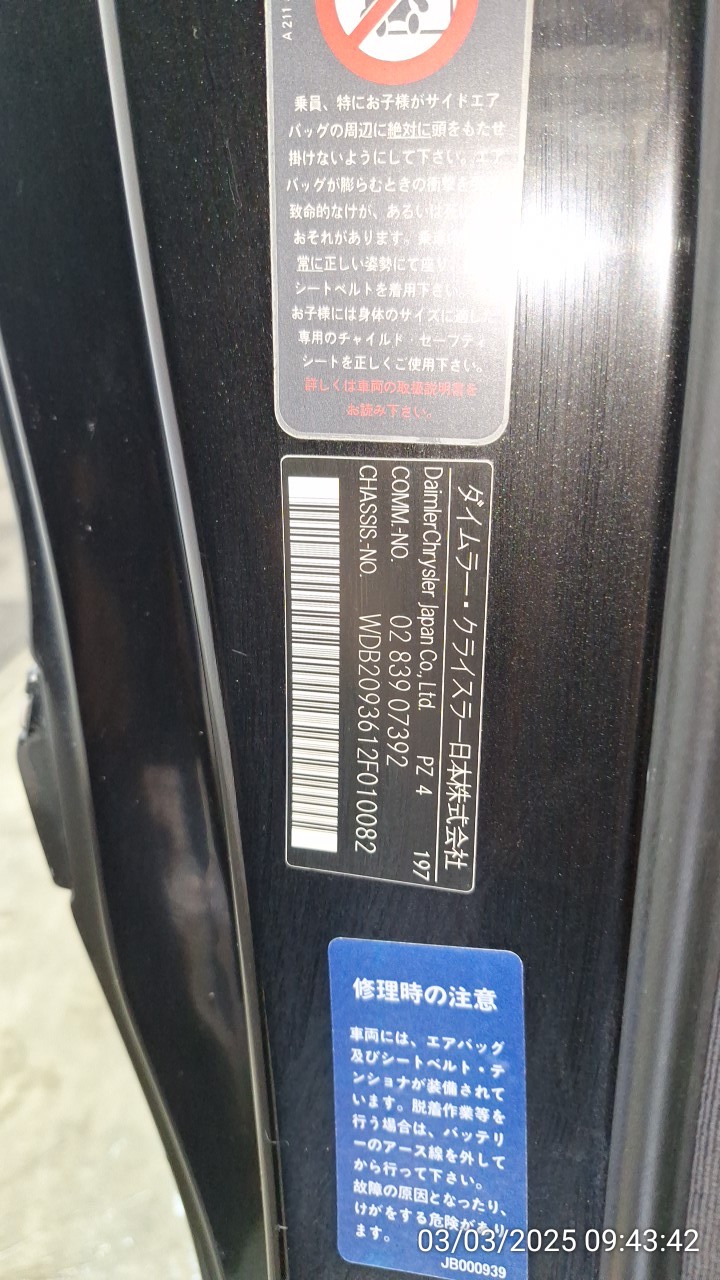 A 211
乗員、特にお子様がサイドエア
バッグの周辺に絶対に頭をもたせ
掛けないようにして下さい。エア
バッグが膨らむときの衝撃を
致命的なけが、あるいは
おそれがあります。
常に正しい姿勢にて座り
シートベルトを着用下さい
お子様には身体のサイズに適した
専用のチャイルド・セーフティ
シートを正しくご使用下さい。
詳しくは車両の取扱説明書を
お読み下さい。
ダイムラー・クライスラー日本株式会社
DaimlerChrysler Japan Co., Ltd. PZ 4 197
COMM.-NO. 02 839 07392
CHASSIS.-NO. WDB2093612F010082
修理時の注意
車両には、エアバッグ
及びシートベルト・テ
ンショナが装備されて
います。脱着作業等を
行う場合は、バッテリ
ーのアース線を外して
から行って下さい。
故障の原因となったり、
けがをする危険があり
ます。
JB000939
03/03/2025 09:43:42